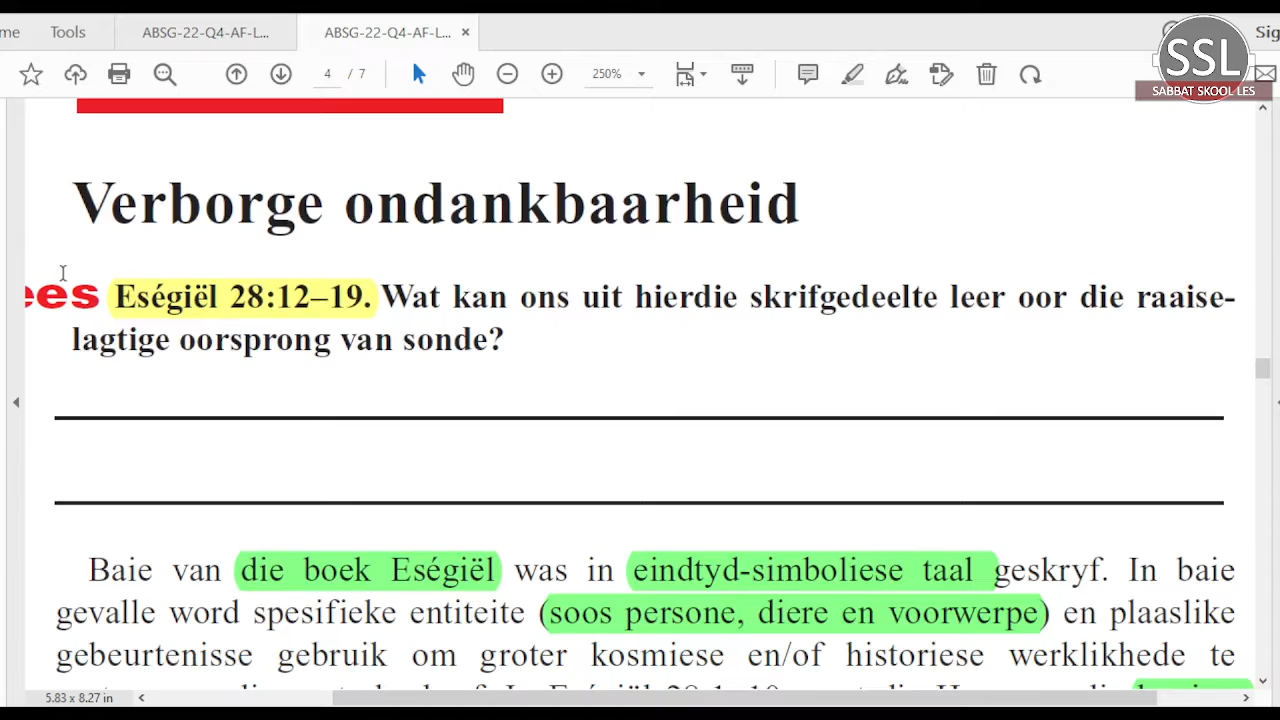 me Tools ABSG-22-Q4-AF-L... ABSG-22-Q4-AF-L... × Sig
4 / 7 250%
SSL
SABBAT SKOOL LES
Verborge ondankbaarheid
ees Eségiël 28:12–19. Wat kan ons uit hierdie skrifgedeelte leer oor die raaise-
lagtige oorsprong van sonde?
Baie van die boek Eségiël was in eindtyd-simboliese taal geskryf. In baie
gevalle word spesifieke entiteite (soos persone, diere en voorwerpe) en plaaslike
gebeurtenisse gebruik om groter kosmiese en/of historiese werklikhede te
5.83 x 8.27 in